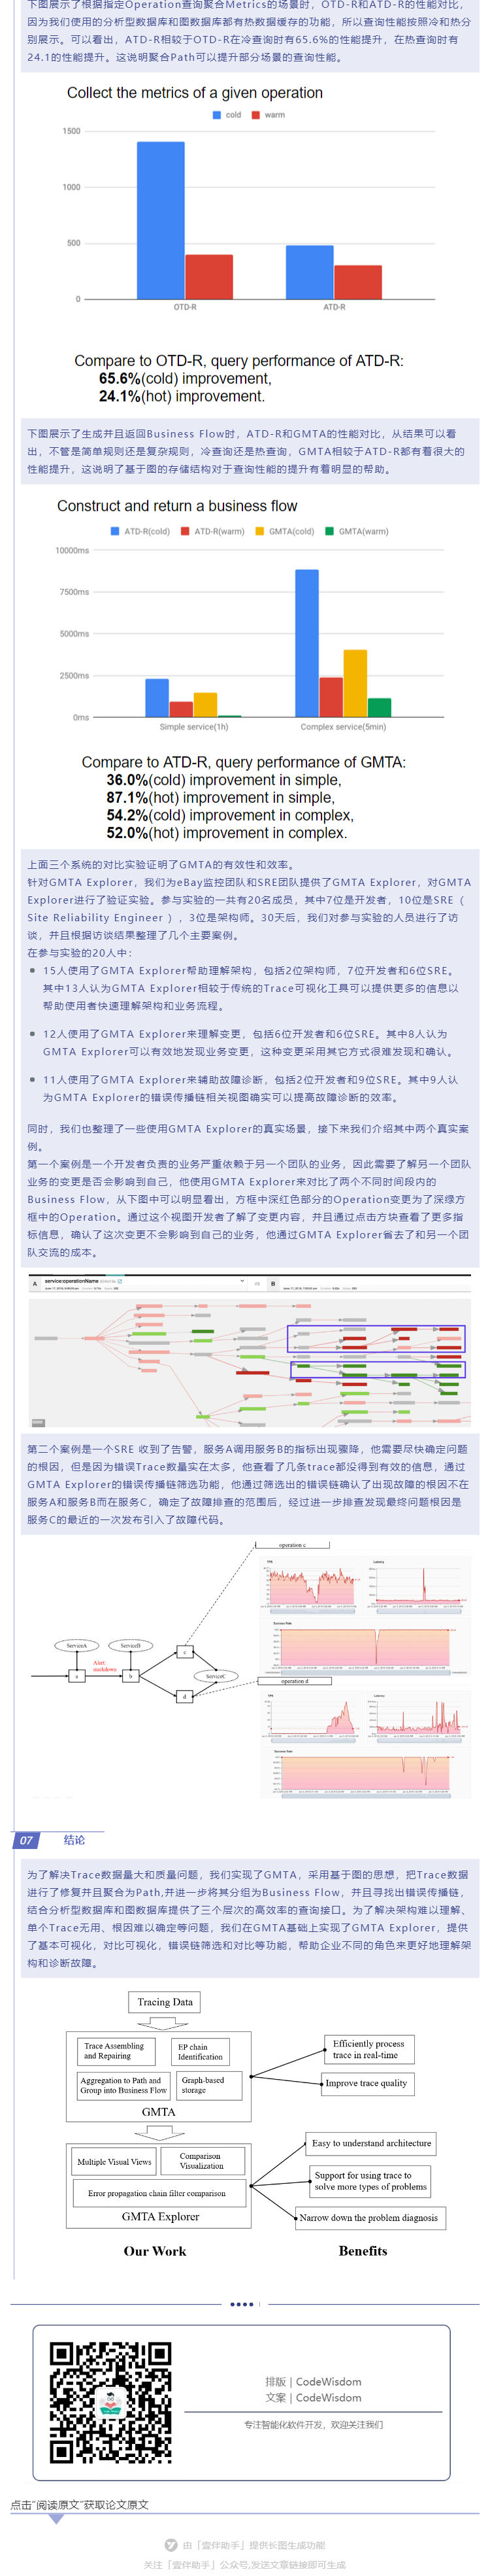 下图展示了根据指定Operation查询聚合Metrics的场景时，OTD-R和ATD-R的性能对比，
因为我们使用的分析型数据库和图数据库都有热数据缓存的功能，所以查询性能按照冷和热分
别展示。可以看出，ATD-R相较于OTD-R在冷查询时有65.6%的性能提升，在热查询时有
24.1的性能提升。这说明聚合Path可以提升部分场景的查询性能。
Collect the metrics of a given operation
cold warm
1500
1000
500
0
OTD-R ATD-R
Compare to OTD-R, query performance of ATD-R:
65.6%(cold) improvement,
24.1%(hot) improvement.
下图展示了生成并且返回Business Flow时，ATD-R和GMTA的性能对比，从结果可以看
出，不管是简单规则还是复杂规则，冷查询还是热查询，GMTA相较于ATD-R都有着很大的
性能提升，这说明了基于图的存储结构对于查询性能的提升有着明显的帮助。
Construct and return a business flow
ATD-R(cold) ATD-R(warm) GMTA(cold) GMTA(warm)
10000ms
7500ms
5000ms
2500ms
0ms
Simple service(1h) Complex service(5min)
Compare to ATD-R, query performance of GMTA:
36.0%(cold) improvement in simple,
87.1%(hot) improvement in simple,
54.2%(cold) improvement in complex,
52.0%(hot) improvement in complex.
上面三个系统的对比实验证明了GMTA的有效性和效率。
针对GMTA Explorer，我们为eBay监控团队和SRE团队提供了GMTA Explorer，对GMTA
Explorer进行了验证实验。参与实验的一共有20名成员，其中7位是开发者，10位是SRE（
Site Reliability Engineer ），3位是架构师。30天后，我们对参与实验的人员进行了访
谈，并且根据访谈结果整理了几个主要案例。
在参与实验的20人中：
15人使用了GMTA Explorer帮助理解架构，包括2位架构师，7位开发者和6位SRE。
其中13人认为GMTA Explorer相较于传统的Trace可视化工具可以提供更多的信息以
帮助使用者快速理解架构和业务流程。
12人使用了GMTA Explorer来理解变更，包括6位开发者和6位SRE。其中8人认为
GMTA Explorer可以有效地发现业务变更，这种变更采用其它方式很难发现和确认。
11人使用了GMTA Explorer来辅助故障诊断，包括2位开发者和9位SRE。其中9人认
为GMTA Explorer的错误传播链相关视图确实可以提高故障诊断的效率。
同时，我们也整理了一些使用GMTA Explorer的真实场景，接下来我们介绍其中两个真实案
例。
第一个案例是一个开发者负责的业务严重依赖于另一个团队的业务，因此需要了解另一个团队
业务的变更是否会影响到自己，他使用GMTA Explorer来对比了两个不同时间段内的
Business Flow，从下图中可以明显看出，方框中深红色部分的Operation变更为了深绿方
框中的Operation。通过这个视图开发者了解了变更内容，并且通过点击方块查看了更多指
标信息，确认了这次变更不会影响到自己的业务，他通过GMTA Explorer省去了和另一个团
队交流的成本。
A service:operationName
B
第二个案例是一个SRE 收到了告警，服务A调用服务B的指标出现骤降，他需要尽快确定问题
的根因，但是因为错误Trace数量实在太多，他查看了几条trace都没得到有效的信息，通过
GMTA Explorer的错误传播链筛选功能，他通过筛选出的错误链确认了出现故障的根因不在
服务A和服务B而在服务C，确定了故障排查的范围后，经过进一步排查发现最终问题根因是
服务C的最近的一次发布引入了故障代码。
operation c
ServiceA ServiceB
Alert:
markdown
a b c d
ServiceC
operation d
07 结论
为了解决Trace数据量大和质量问题，我们实现了GMTA，采用基于图的思想，把Trace数据
进行了修复并且聚合为Path,并进一步将其分组为Business Flow，并且寻找出错误传播链，
结合分析型数据库和图数据库提供了三个层次的高效率的查询接口。为了解决架构难以理解、
单个Trace无用、根因难以确定等问题，我们在GMTA基础上实现了GMTA Explorer，提供
了基本可视化，对比可视化，错误链筛选和对比等功能，帮助企业不同的角色来更好地理解架
构和诊断故障。
Tracing Data
Trace Assembling
and Repairing
EP chain
Identification
Aggregation to Path and
Group into Business Flow
Graph-based
storage
GMTA
Efficiently process
trace in real-time
Improve trace quality
Multiple Visual Views
Comparison
Visualization
Error propagation chain filter comparison
GMTA Explorer
Easy to understand architecture
Support for using trace to
solve more types of problems
Narrow down the problem diagnosis
Our Work Benefits
排版 | CodeWisdom
文案 | CodeWisdom
专注智能化软件开发，欢迎关注我们
点击“阅读原文”获取论文原文
由「壹伴助手」提供长图生成功能
关注「壹伴助手」公众号,发送文章链接即可生成